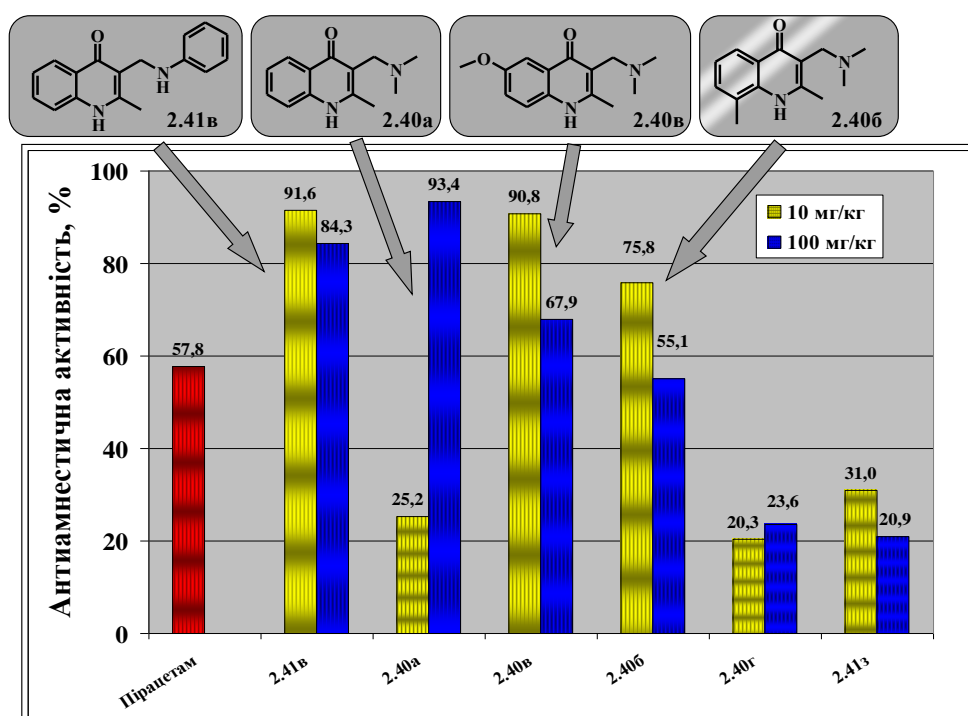 O
N
H
N
H
2.41в
O
N
N
H
2.40а
O
O
N
N
H
2.40в
O
N
N
H
2.40б
Антиамнестична активність, %
100
80
60
40
20
0
57,8
91,6
84,3
25,2
93,4
90,8
67,9
75,8
55,1
20,3
23,6
31,0
20,9
10 мг/кг
100 мг/кг
Пірацетам
2.41в
2.40а
2.40в
2.40б
2.40г
2.41з